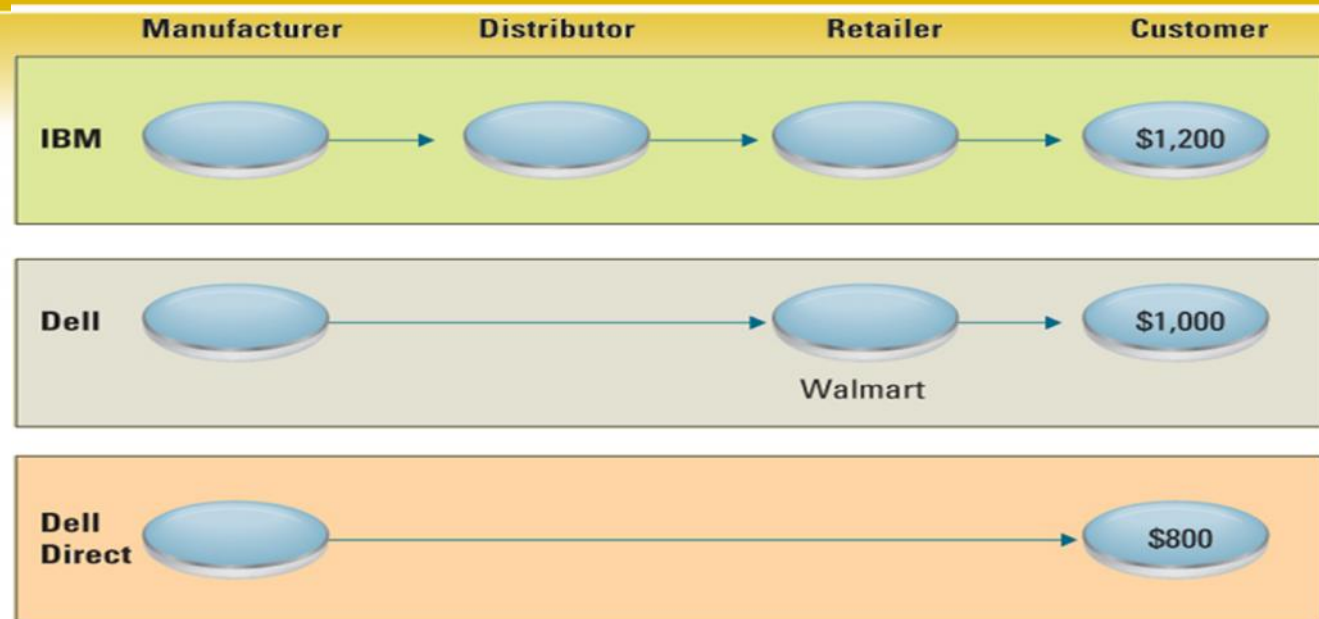 Manufacturer Distributor Retailer Customer
IBM $1,200
Dell $1,000
Walmart
Dell
Direct $800